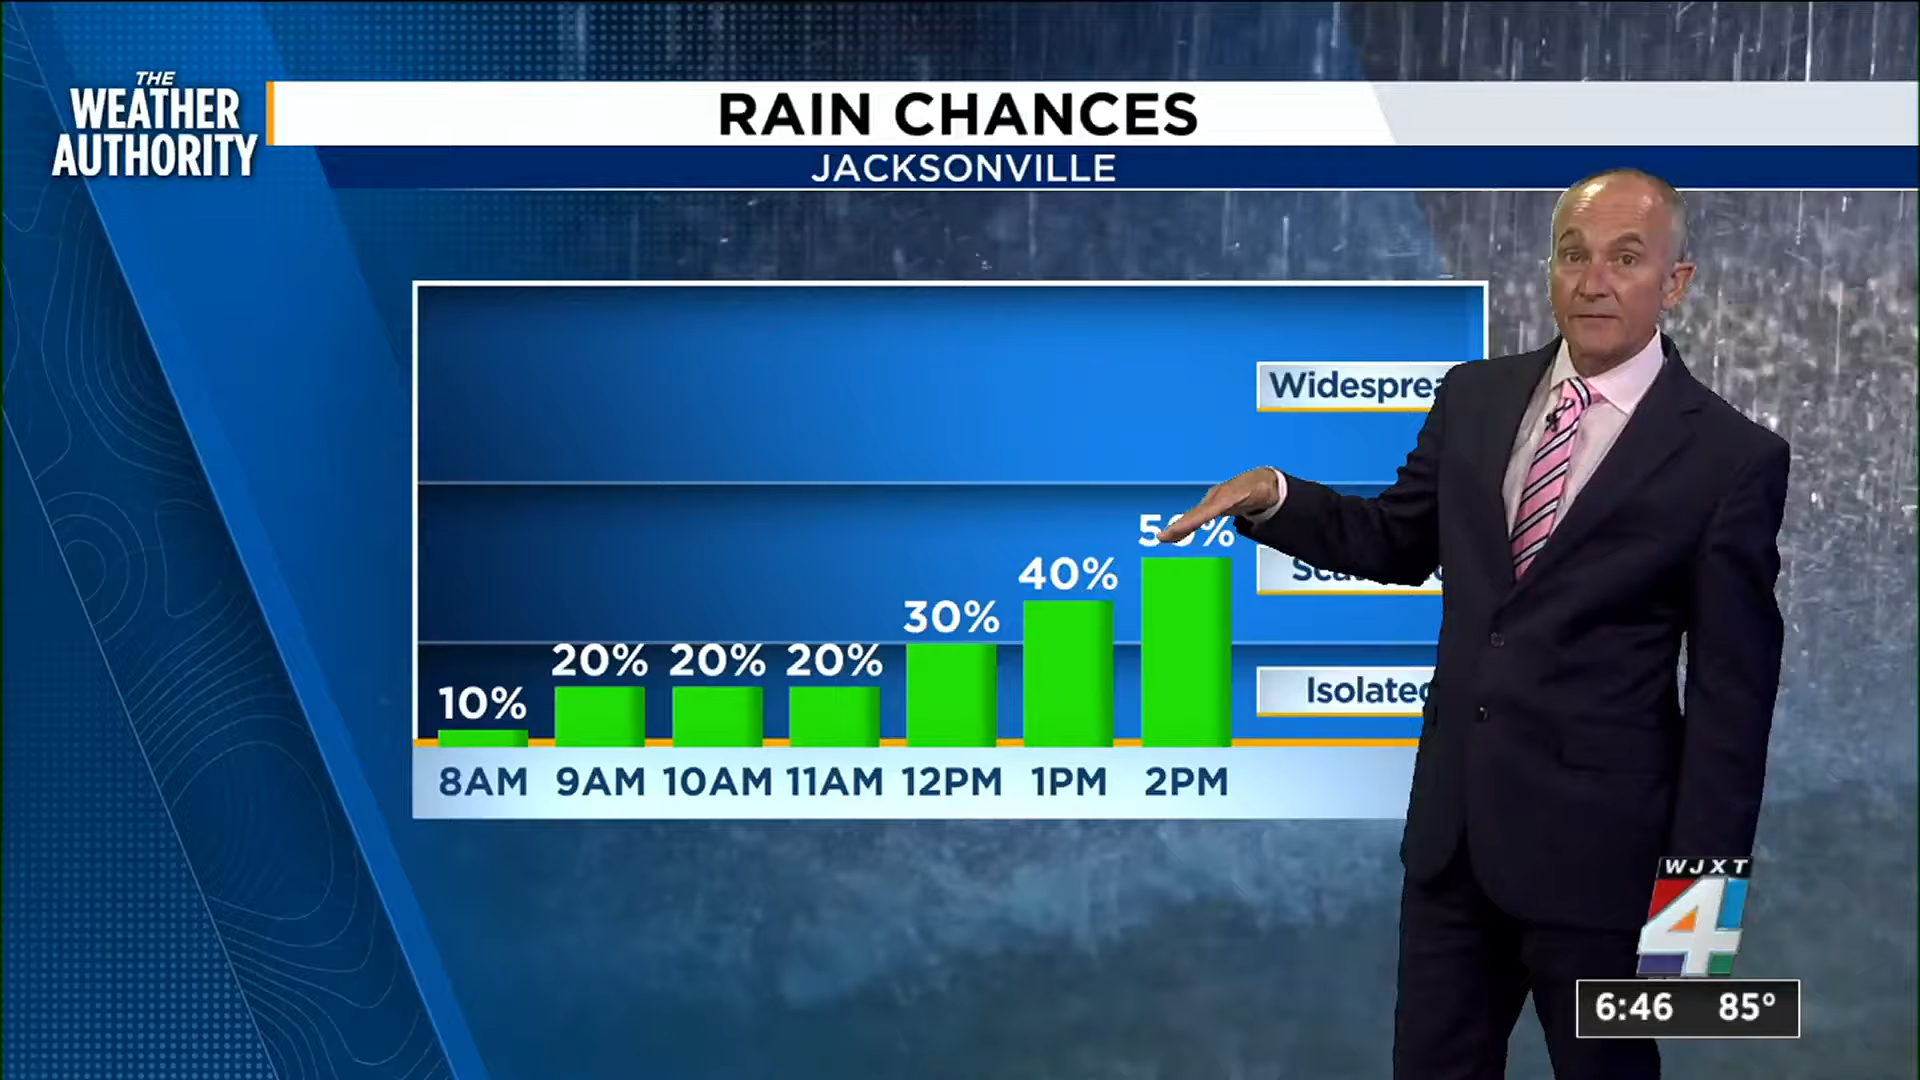 THE
WEATHER
AUTHORITY
RAIN CHANCES
JACKSONVILLE
10%
20%
20%
20%
30%
40%
8AM
9AM
10AM
11AM
12PM
1PM
2PM
Isolated
WJXT
4
6:46 85°